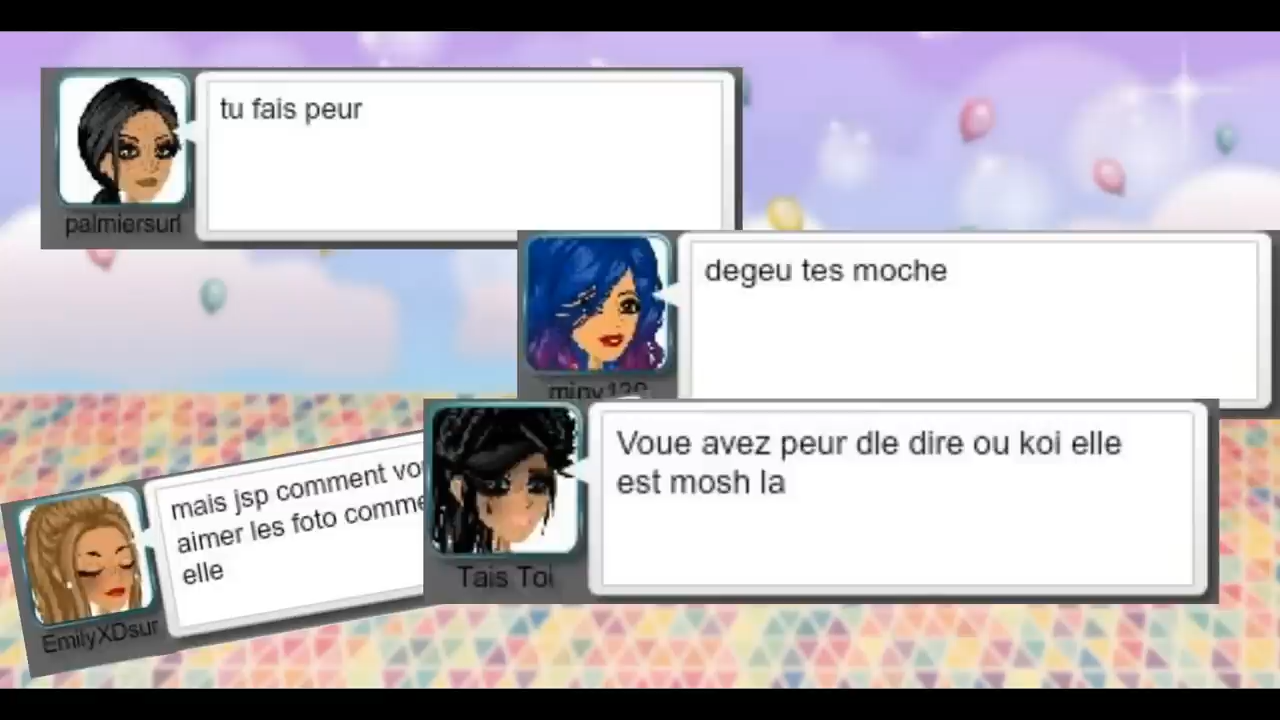 tu fais peur
palmiersurl
degeu tes moche
Voue avez peur dle dire ou koi elle
est mosh la
Tais Toi
mais jsp comment
aimer les foto comme
elle
EmilyXDsur